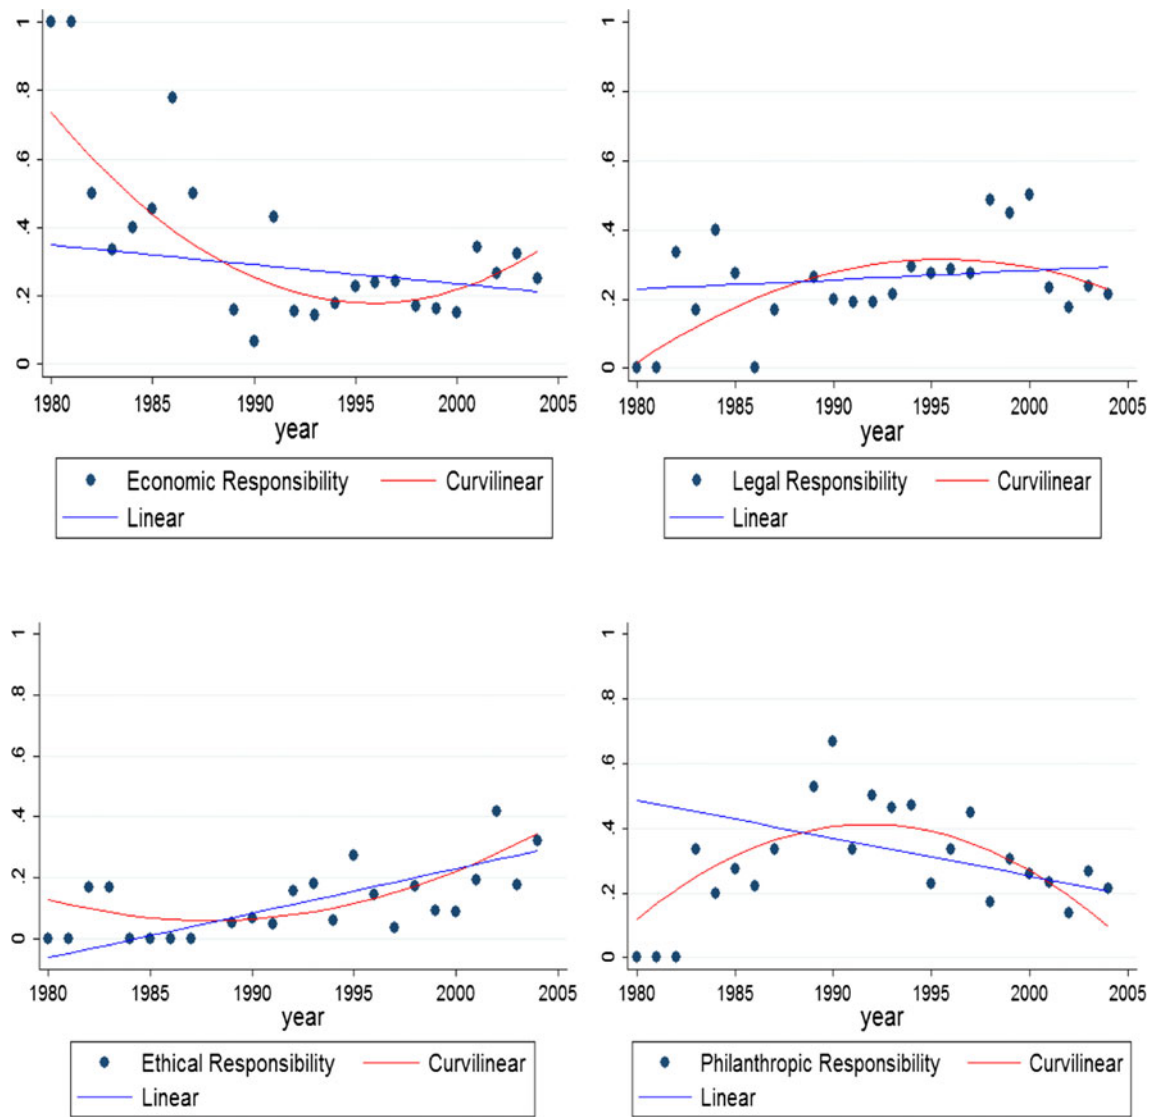 1
.8
.6
.4
.2
0
1980 1985 1990 1995 2000 2005
year
Economic Responsibility Curvilinear
Linear
1
.8
.6
.4
.2
0
1980 1985 1990 1995 2000 2005
year
Legal Responsibility Curvilinear
Linear
1
.8
.6
.4
.2
0
1980 1985 1990 1995 2000 2005
year
Ethical Responsibility Curvilinear
Linear
1
.8
.6
.4
.2
0
1980 1985 1990 1995 2000 2005
year
Philanthropic Responsibility Curvilinear
Linear